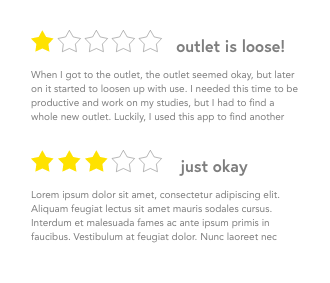 outlet is loose!
When I got to the outlet, the outlet seemed okay, but later
on it started to loosen up with use. I needed this time to be
productive and work on my studies, but I had to find a
whole new outlet. Luckily, I used this app to find another
just okay
Lorem ipsum dolor sit amet, consectetur adipiscing elit.
Aliquam feugiat lectus sit amet mauris sodales cursus.
Interdum et malesuada fames ac ante ipsum primis in
faucibus. Vestibulum at feugiat dolor. Nunc laoreet nec